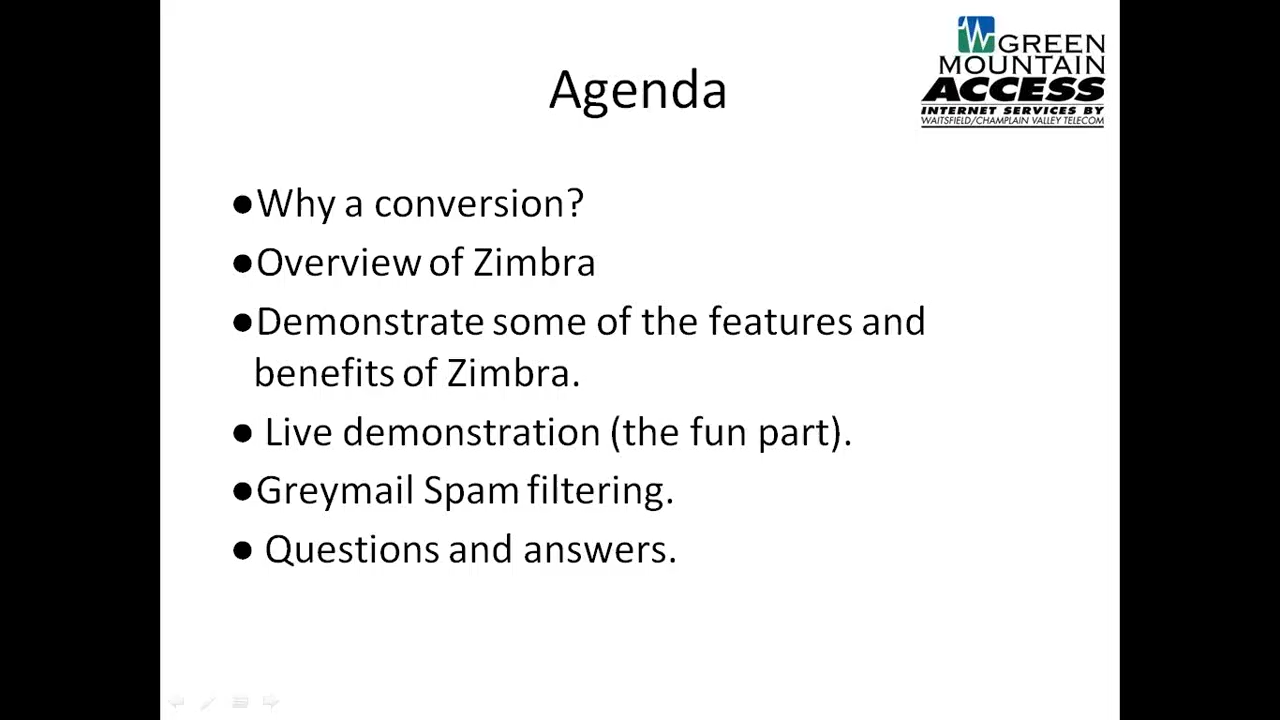 GREEN
MOUNTAIN
ACCESS
INTERNET SERVICES BY
WAITSFIELD/CHAMPLAIN VALLEY TELECOM
Agenda
●Why a conversion?
●Overview of Zimbra
●Demonstrate some of the features and
benefits of Zimbra.
● Live demonstration (the fun part).
●Greymail Spam filtering.
● Questions and answers.